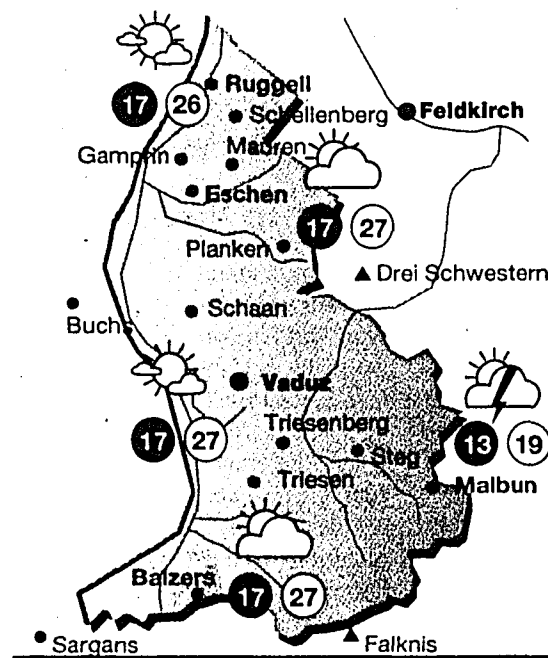 Ruggell
17 26
Schellenberg
Feldkirch
Mauren
Gamprin
Eschen
17 27
Planken
Drei Schwestern
Schaan
Buchs
Vaduz
Triesenberg
17 27
13 19
Steg
Triesen
Malbun
Balzers
17 27
Sargans
Falknis